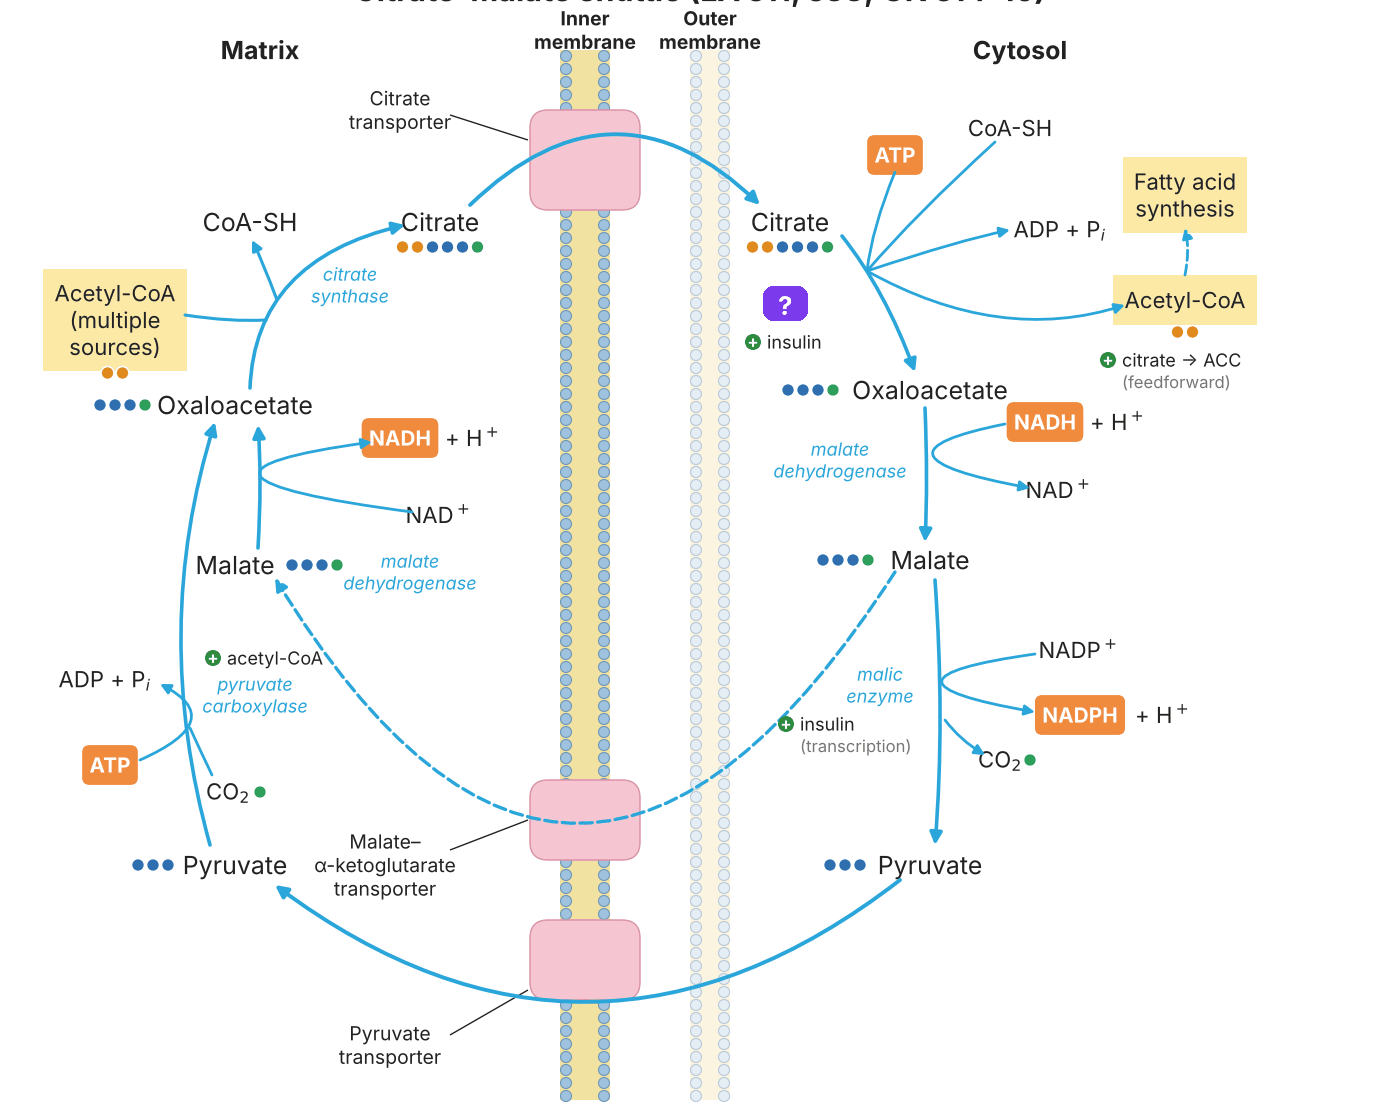 Inner
membrane
Outer
membrane
Matrix
Cytosol
Citrate
transporter
CoA-SH
ATP
Fatty acid
synthesis
CoA-SH
Citrate
Citrate
ADP + Pi
citrate
synthase
Acetyl-CoA
(multiple
sources)
?
+ insulin
Acetyl-CoA
+ citrate → ACC
(feedforward)
Oxaloacetate
Oxaloacetate
NADH + H+
NADH + H+
malate
dehydrogenase
NAD+
NAD+
Malate
malate
dehydrogenase
Malate
+ acetyl-CoA
pyruvate
carboxylase
ADP + Pi
NADP+
malic
enzyme
+ insulin
(transcription)
NADPH + H+
ATP
CO2
CO2
Malate–
α-ketoglutarate
transporter
Pyruvate
Pyruvate
Pyruvate
transporter